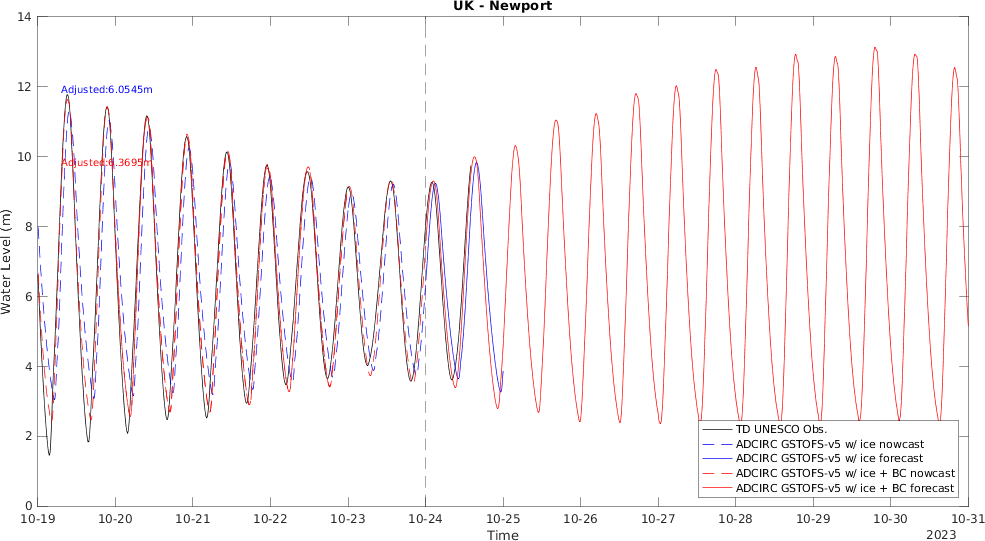 UK - Newport
14
12
10
8
6
4
2
0
Water Level (m)
Adjusted:6.0545m
Adjusted:6.3695m
TD UNESCO Obs.
ADCIRC GSTOFS-v5 w/ ice nowcast
ADCIRC GSTOFS-v5 w/ ice forecast
ADCIRC GSTOFS-v5 w/ ice + BC nowcast
ADCIRC GSTOFS-v5 w/ ice + BC forecast
10-19 10-20 10-21 10-22 10-23 10-24 10-25 10-26 10-27 10-28 10-29 10-30 10-31
Time
2023